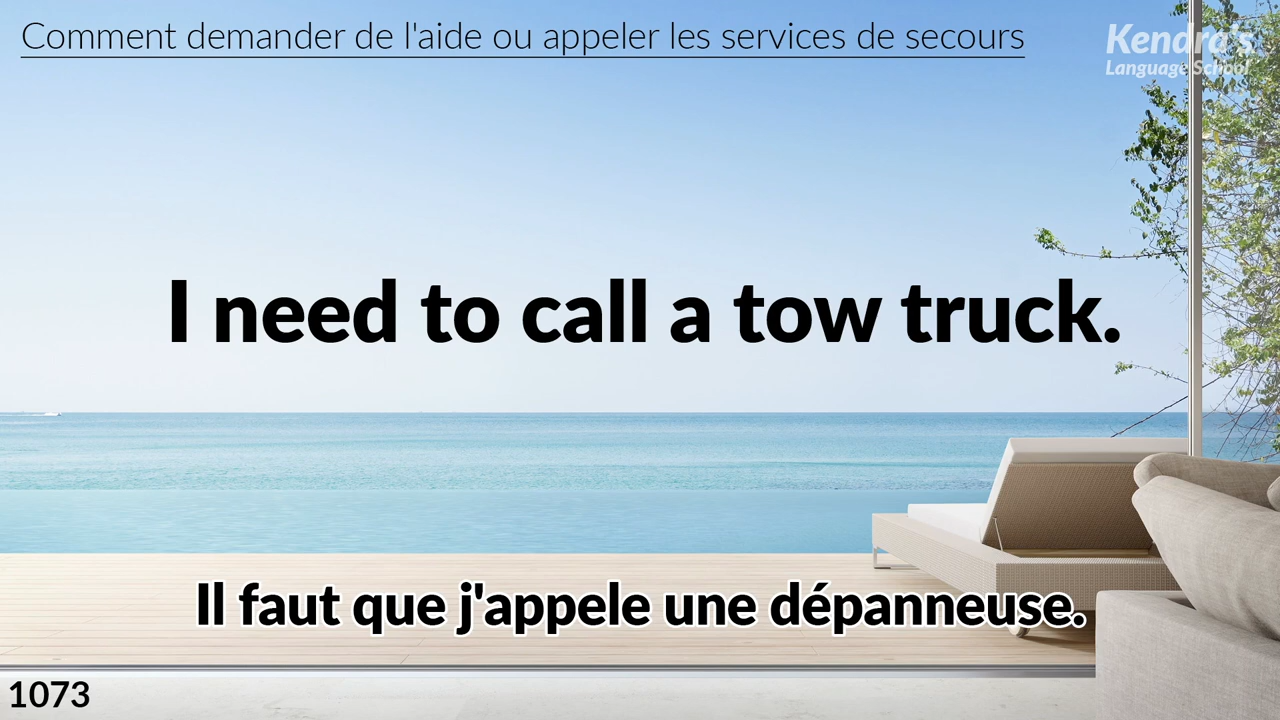 Comment demander de l'aide ou appeler les services de secours
Kendra's
Language School
I need to call a tow truck.
Il faut que j'appele une dépanneuse.
1073